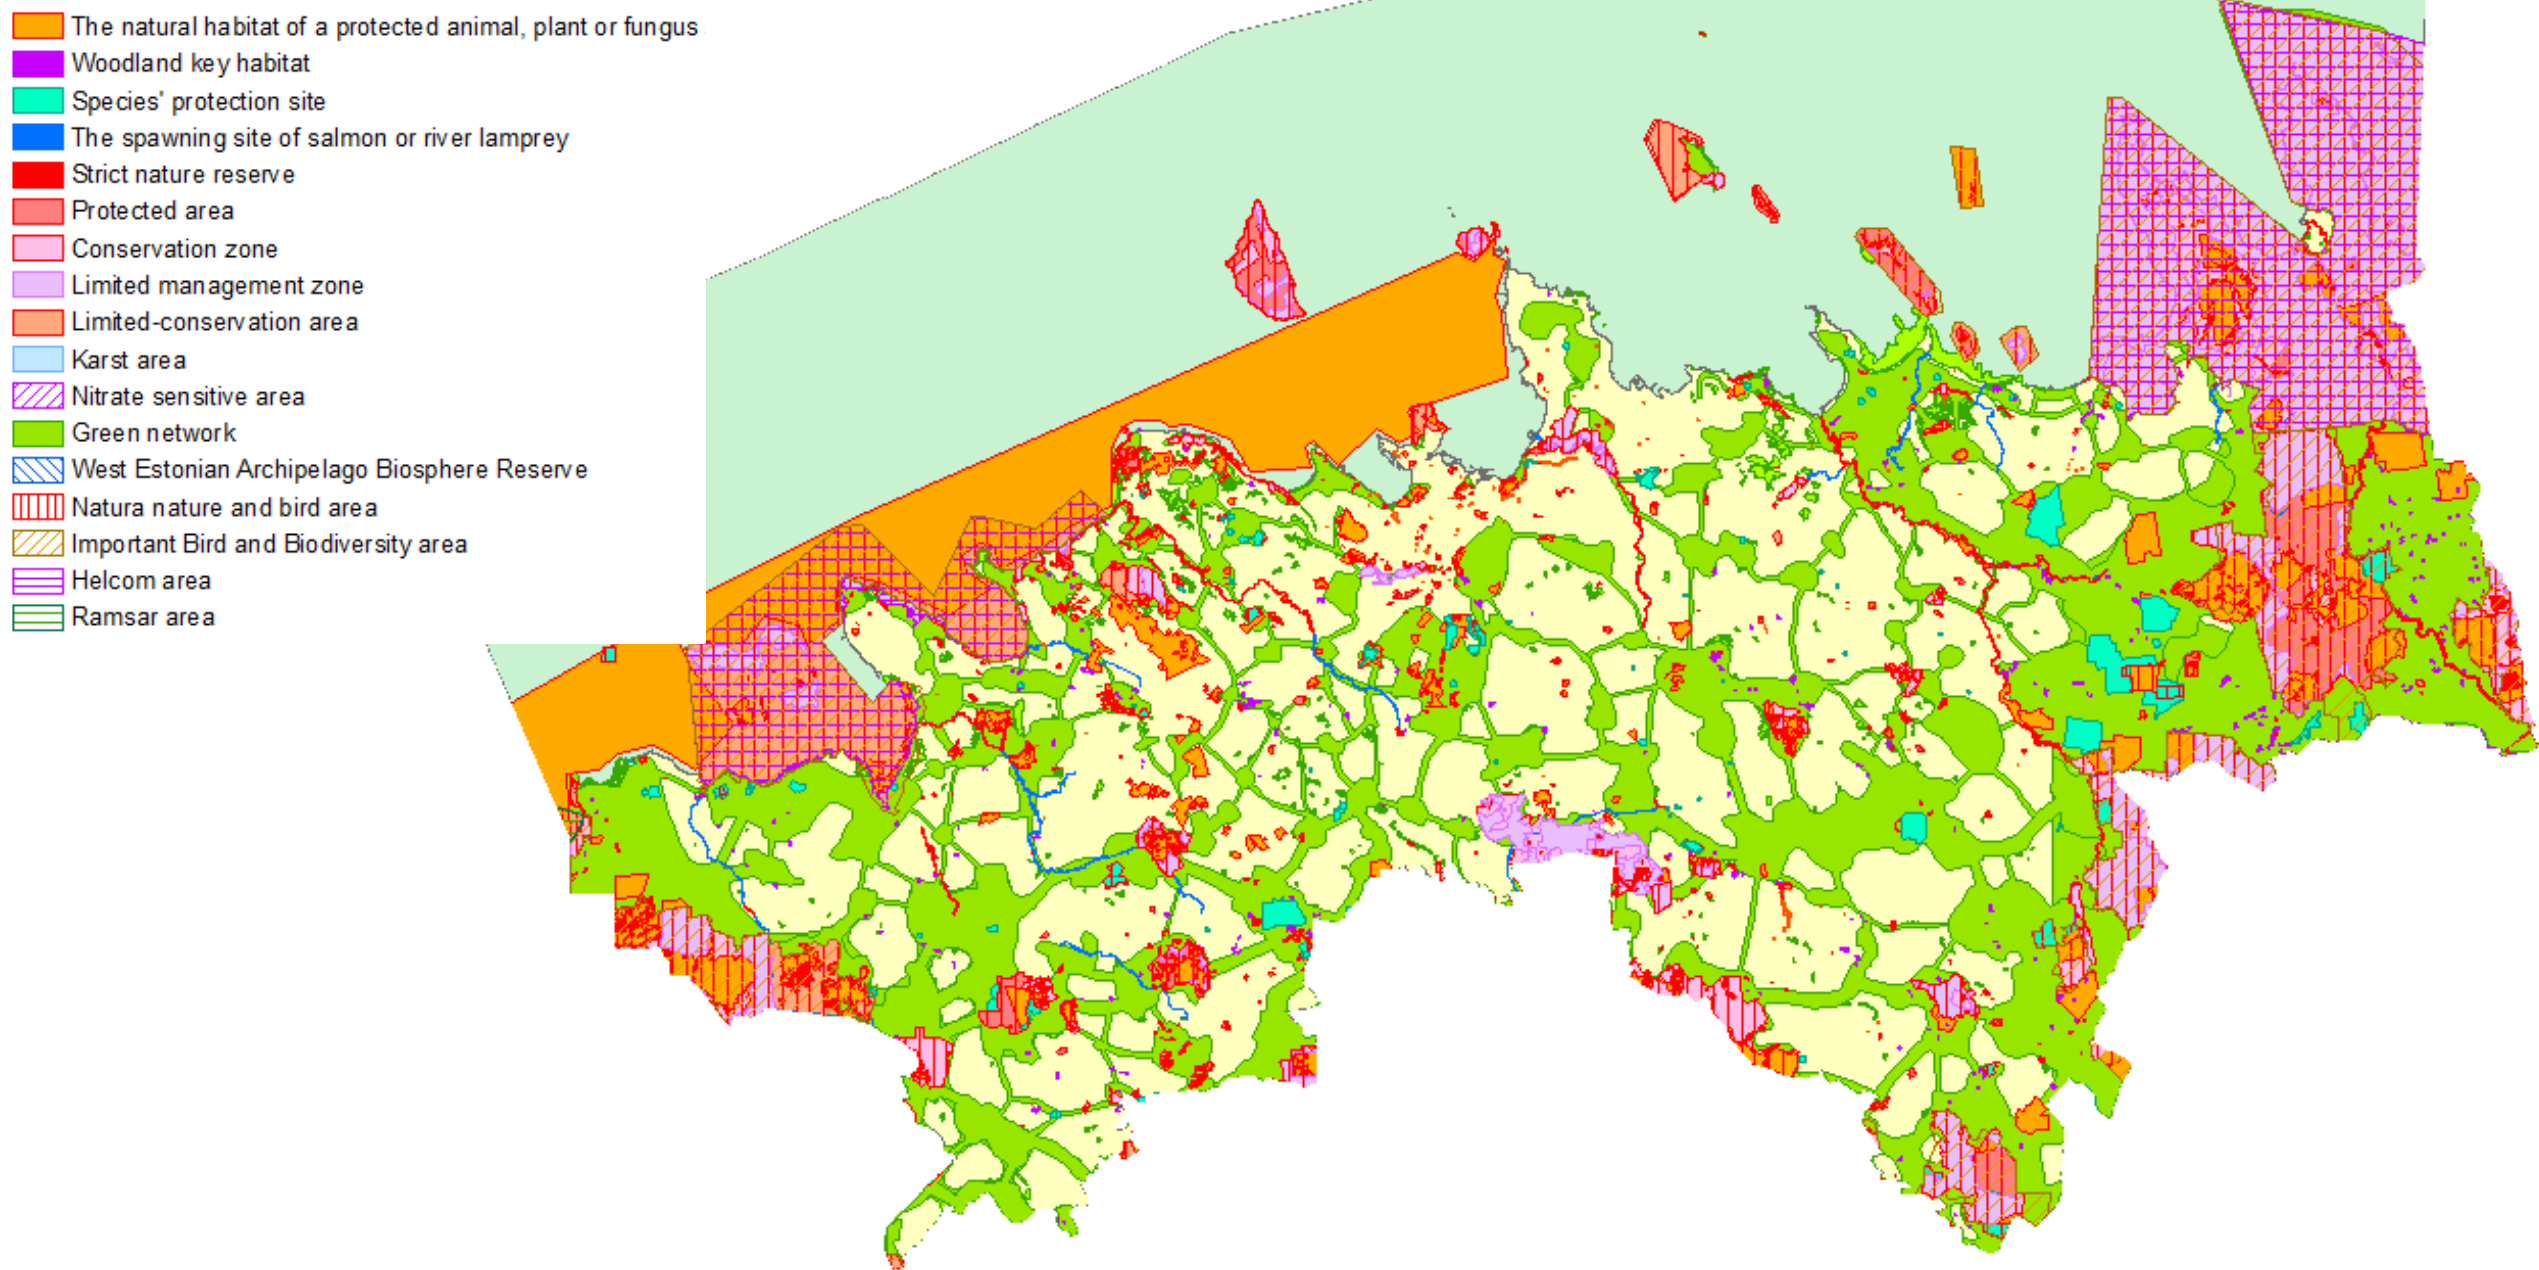 The natural habitat of a protected animal, plant or fungus
Woodland key habitat
Species' protection site
The spawning site of salmon or river lamprey
Strict nature reserve
Protected area
Conservation zone
Limited management zone
Limited-conservation area
Karst area
Nitrate sensitive area
Green network
West Estonian Archipelago Biosphere Reserve
Natura nature and bird area
Important Bird and Biodiversity area
Helcom area
Ramsar area